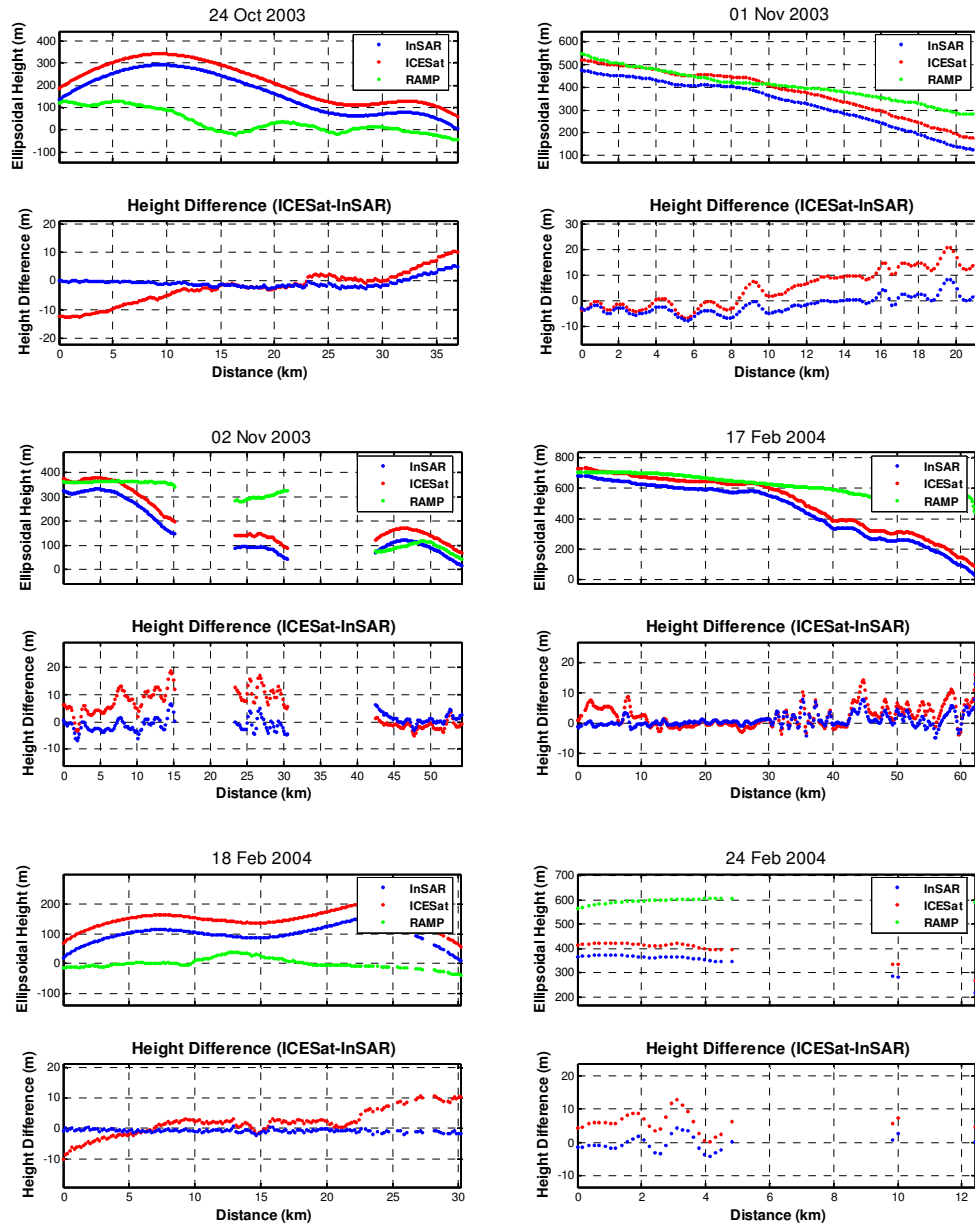 24 Oct 2003
Ellipsoidal Height (m)
400
300
200
100
0
-100
InSAR
ICESat
RAMP
Height Difference (ICESat-InSAR)
Height Difference (m)
20
10
0
-10
-20
0 5 10 15 20 25 30 35
Distance (km)
01 Nov 2003
Ellipsoidal Height (m)
600
500
400
300
200
100
InSAR
ICESat
RAMP
Height Difference (ICESat-InSAR)
Height Difference (m)
30
20
10
0
-10
0 2 4 6 8 10 12 14 16 18 20
Distance (km)
02 Nov 2003
Ellipsoidal Height (m)
400
300
200
100
0
InSAR
ICESat
RAMP
Height Difference (ICESat-InSAR)
Height Difference (m)
20
10
0
-10
0 5 10 15 20 25 30 35 40 45 50
Distance (km)
17 Feb 2004
Ellipsoidal Height (m)
800
600
400
200
0
InSAR
ICESat
RAMP
Height Difference (ICESat-InSAR)
Height Difference (m)
20
10
0
-10
0 10 20 30 40 50 60
Distance (km)
18 Feb 2004
Ellipsoidal Height (m)
200
100
0
-100
InSAR
ICESat
RAMP
Height Difference (ICESat-InSAR)
Height Difference (m)
20
10
0
-10
0 5 10 15 20 25 30
Distance (km)
24 Feb 2004
Ellipsoidal Height (m)
700
600
500
400
300
200
InSAR
ICESat
RAMP
Height Difference (ICESat-InSAR)
Height Difference (m)
20
10
0
-10
0 2 4 6 8 10 12
Distance (km)